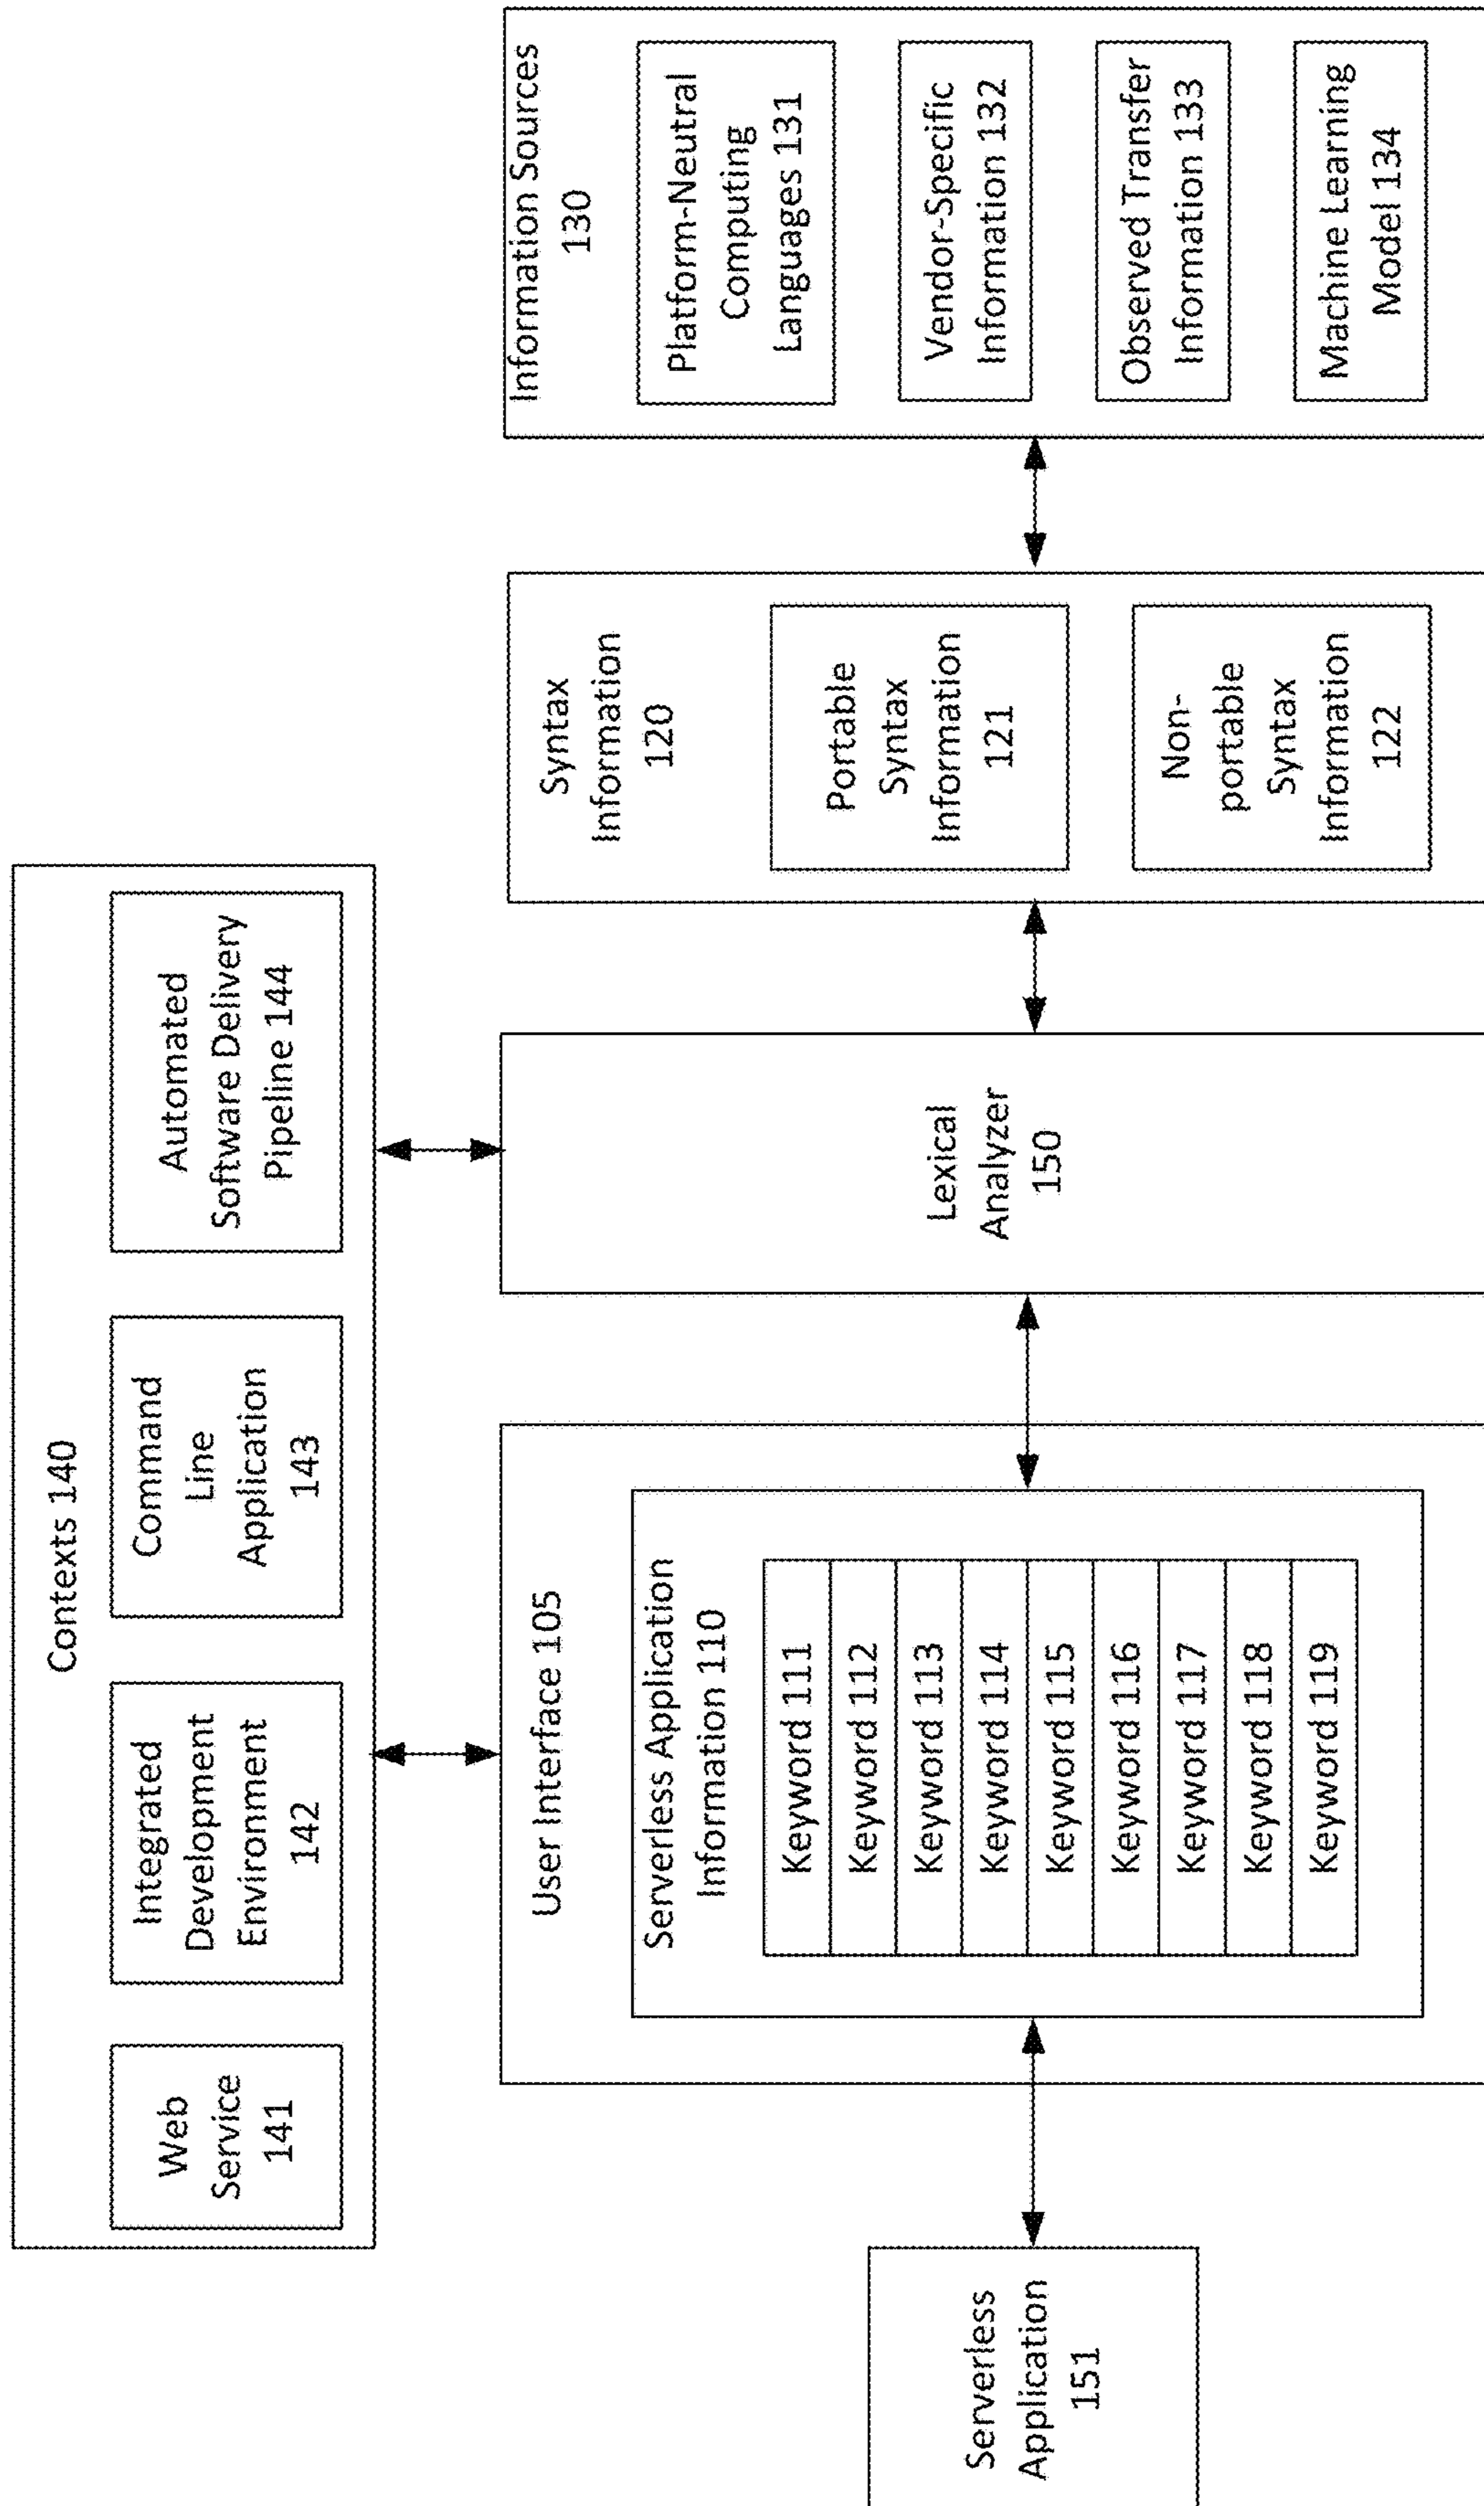 Contexts 140
Web
Service
141
Integrated
Development
Environment
142
Command
Line
Application
143
Automated
Software Delivery
Pipeline 144
Serverless
Application
151
User Interface 105
Serverless Application
Information 110
Keyword 111
Keyword 112
Keyword 113
Keyword 114
Keyword 115
Keyword 116
Keyword 117
Keyword 118
Keyword 119
Lexical
Analyzer
150
Syntax
Information
120
Portable
Syntax
Information
121
Non-
portable
Syntax
Information
122
Information Sources
130
Platform-Neutral
Computing
Languages 131
Vendor-Specific
Information 132
Observed Transfer
Information 133
Machine Learning
Model 134